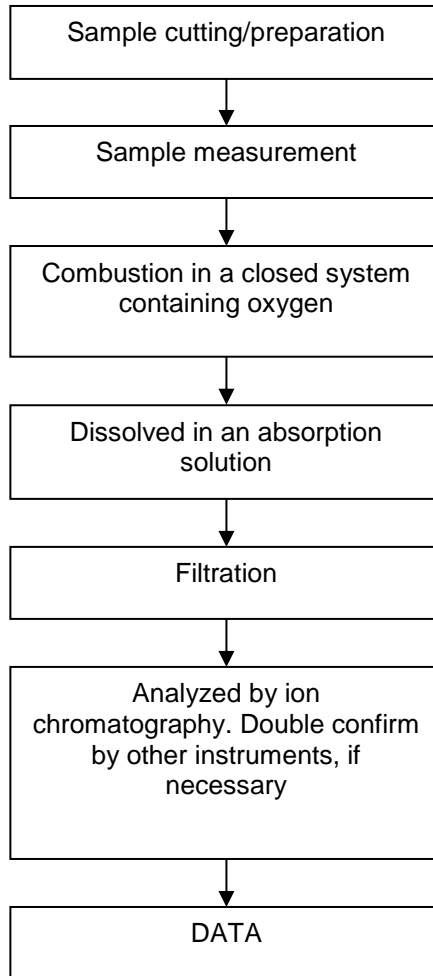 Sample cutting/preparation
Sample measurement
Combustion in a closed system
containing oxygen
Dissolved in an absorption
solution
Filtration
Analyzed by ion
chromatography. Double confirm
by other instruments, if
necessary
DATA